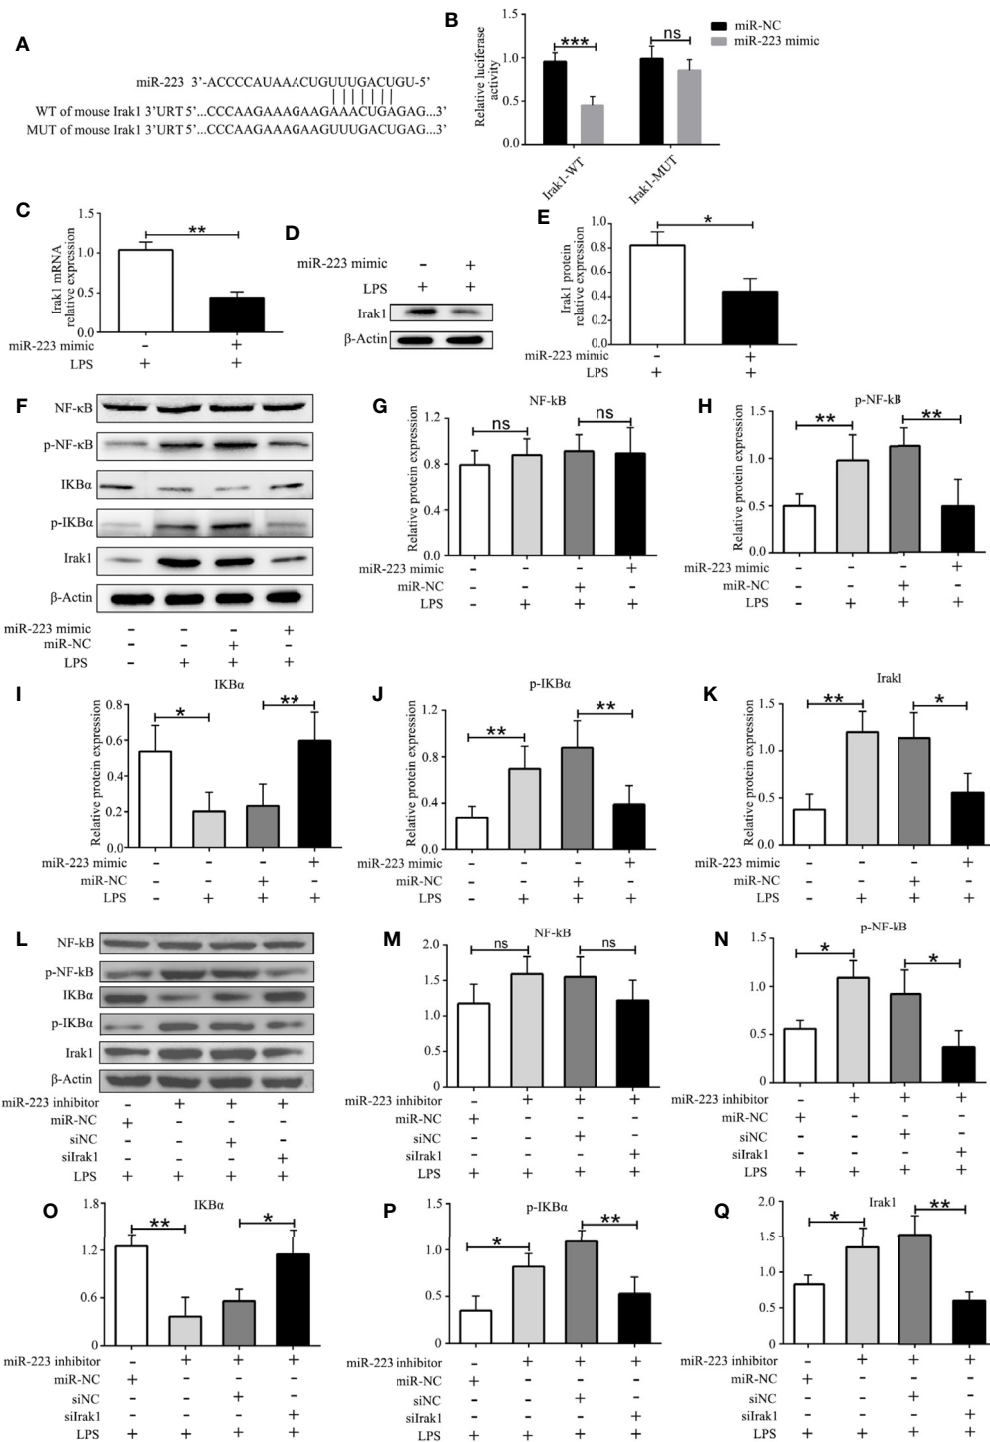 A
miR-223 3’-ACCCCAUAAACUGUUUGACUGU-5’
WT of mouse Irak1 3’URT 5’...CCCAAGAAAGAAGAAACUGAGAG...3’
MUT of mouse Irak1 3’URT 5’...CCCAAGAAAGAAGUUUGACUGAG...3’
B
miR-NC
miR-223 mimic
Relative luciferase activity
1.5
1.0
0.5
0.0
***
ns
Irak1-WT
Irak1-MUT
C
Irak1 mRNA relative expression
1.5
1.0
0.5
0.0
**
miR-223 mimic - +
LPS + +
D
miR-223 mimic - +
LPS + +
Irak1
β-Actin
E
Irak1 protein relative expression
1.0
0.8
0.6
0.4
0.2
0.0
*
miR-223 mimic - +
LPS + +
F
NF-κB
p-NF-κB
IKBα
p-IKBα
Irak1
β-Actin
miR-223 mimic - - - +
miR-NC - - + -
LPS - + + +
G
NF-kB
Relative protein expression
1.2
0.8
0.4
0.0
ns
ns
miR-223 mimic - - - +
miR-NC - - + -
LPS - + + +
H
p-NF-kB
Relative protein expression
1.5
1.0
0.5
0.0
**
**
miR-223 mimic - - - +
miR-NC - - + -
LPS - + + +
I
IKBα
Relative protein expression
0.8
0.6
0.4
0.2
0.0
*
**
miR-223 mimic - - - +
miR-NC - - + -
LPS - + + +
J
p-IKBα
Relative protein expression
1.2
0.8
0.4
0.0
**
**
miR-223 mimic - - - +
miR-NC - - + -
LPS - + + +
K
Irak1
Relative protein expression
1.5
1.0
0.5
0.0
**
*
miR-223 mimic - - - +
miR-NC - - + -
LPS - + + +
L
NF-kB
p-NF-kB
IKBα
p-IKBα
Irak1
β-Actin
miR-223 inhibitor - + + +
miR-NC + - - -
siNC - - + -
siIrak1 - - - +
LPS + + + +
M
NF-kB
Relative protein expression
2.0
1.5
1.0
0.5
0
ns
ns
miR-223 inhibitor - + + +
miR-NC + - - -
siNC - - + -
siIrak1 - - - +
LPS + + + +
N
p-NF-kB
Relative protein expression
1.5
1.0
0.5
0
*
*
miR-223 inhibitor - + + +
miR-NC + - - -
siNC - - + -
siIrak1 - - - +
LPS + + + +
O
IKBα
Relative protein expression
1.8
1.2
0.6
0
**
*
miR-223 inhibitor - + + +
miR-NC + - - -
siNC - - + -
siIrak1 - - - +
LPS + + + +
P
p-IKBα
Relative protein expression
1.5
1.0
0.5
0
*
**
miR-223 inhibitor - + + +
miR-NC + - - -
siNC - - + -
siIrak1 - - - +
LPS + + + +
Q
Irak1
Relative protein expression
2.0
1.5
1.0
0.5
0
*
**
miR-223 inhibitor - + + +
miR-NC + - - -
siNC - - + -
siIrak1 - - - +
LPS + + + +